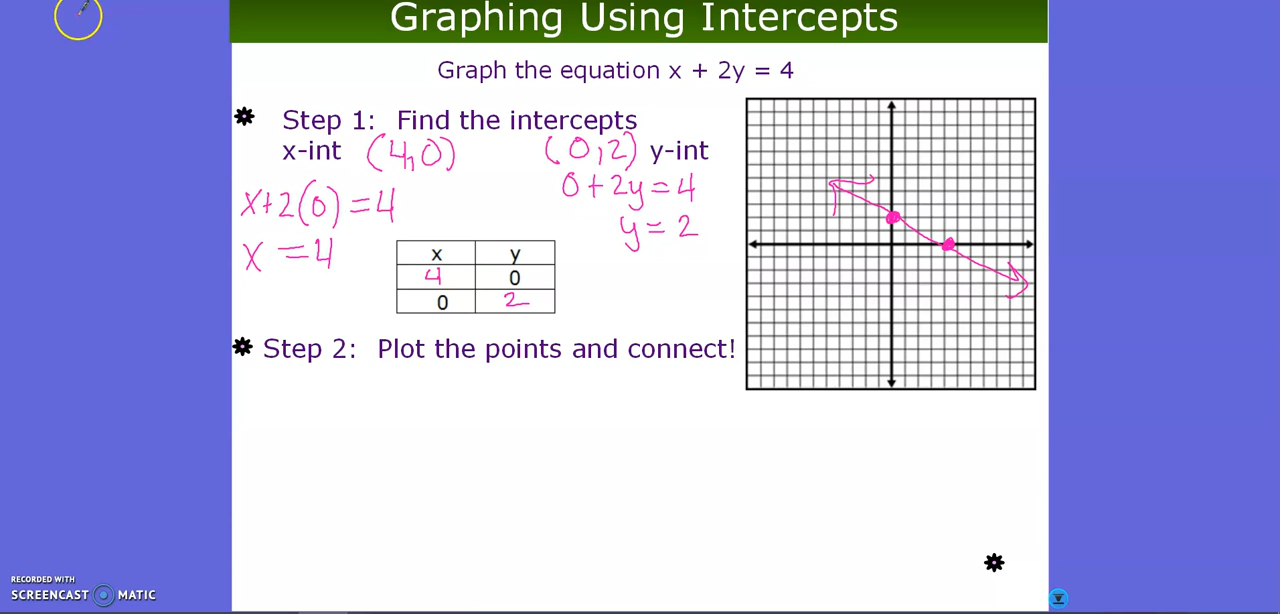 Graphing Using Intercepts
Graph the equation x + 2y = 4
Step 1: Find the intercepts
x-int (4,0) (0,2) y-int
x+2(0)=4 0+2y=4
x=4 y=2
x y
4 0
0 2
Step 2: Plot the points and connect!
RECORDED WITH
SCREENCAST MATIC